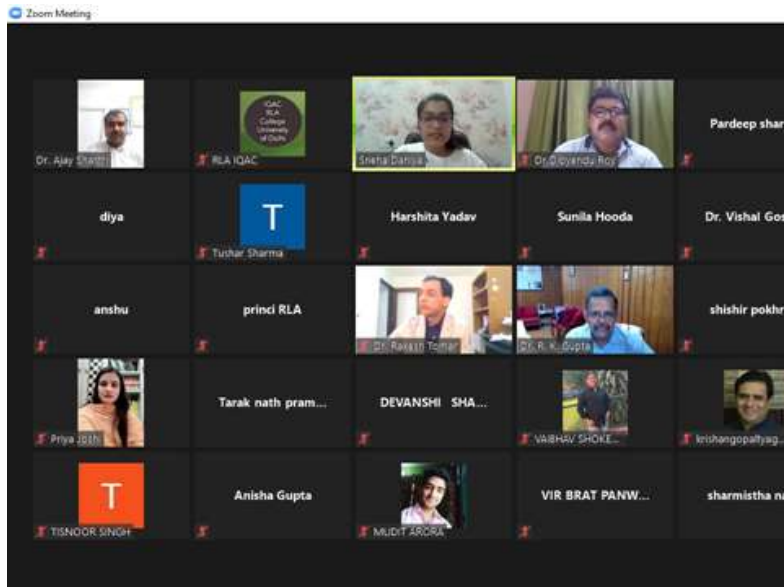 Zoom Meeting
Dr. Ajay Shastri
IQAC
RLA
College
University
of Delhi
RLA IQAC
Sneha Dahiya
Dr.Dibyendu Roy
Pardeep shar
diya
T
Tushar Sharma
Harshita Yadav
Sunila Hooda
Dr. Vishal Gos
anshu
princi RLA
Dr. Rakesh Tomar
Dr. R. K. Gupta
shishir pokhr
Priya Joshi
Tarak nath pram...
DEVANSHI SHA...
VAIBHAV SHOKE...
krishangopaltyag...
T
TISNOOR SINGH
Anisha Gupta
MUDIT ARORA
VIR BRAT PANW...
sharmistha na